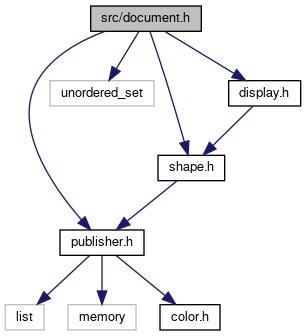 src/document.h
unordered_set
display.h
shape.h
publisher.h
list
memory
color.h